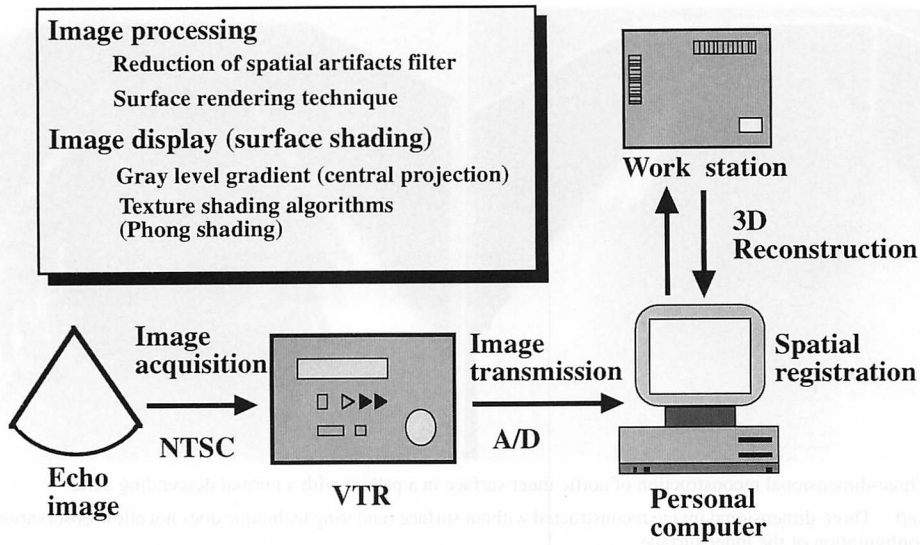 Image processing
Reduction of spatial artifacts filter
Surface rendering technique
Image display (surface shading)
Gray level gradient (central projection)
Texture shading algorithms
(Phong shading)
Work station
3D
Reconstruction
Image
acquisition
NTSC
Echo
image
VTR
Image
transmission
A/D
Spatial
registration
Personal
computer